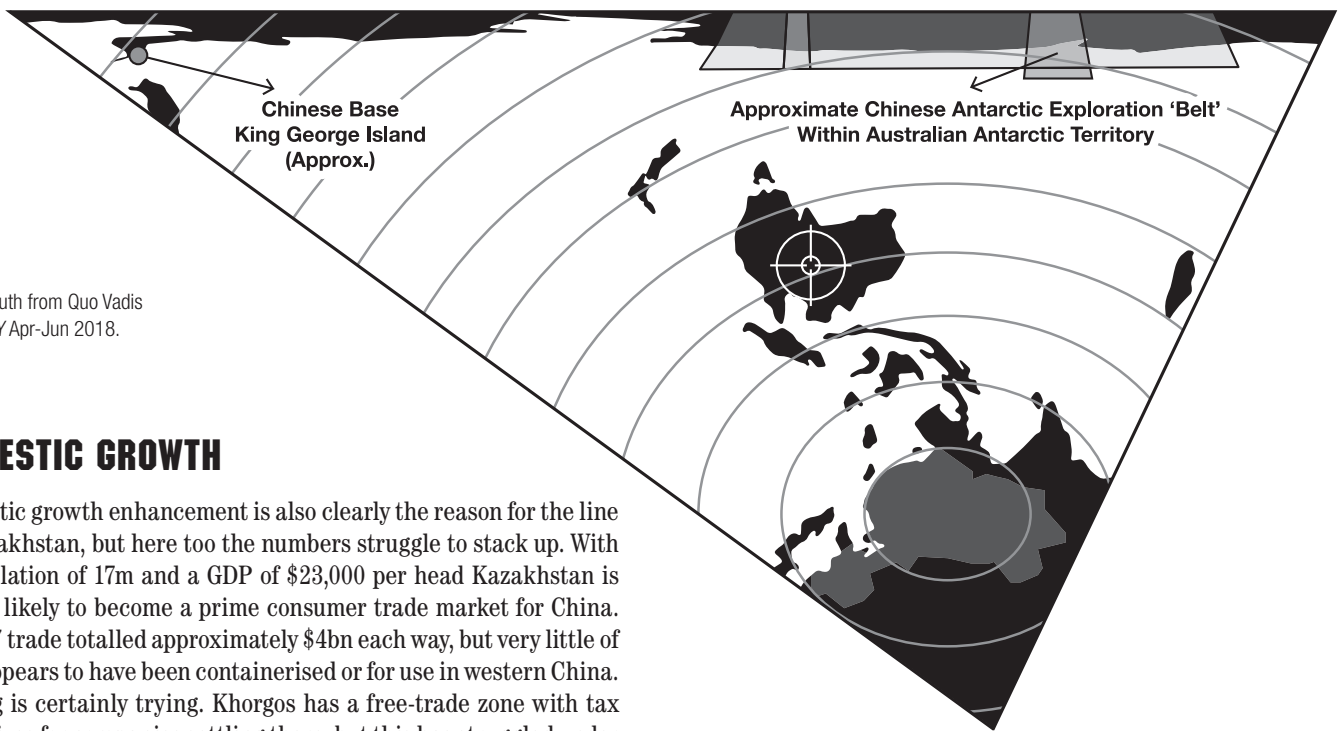 Chinese Base
King George Island
(Approx.)
Approximate Chinese Antarctic Exploration ‘Belt’
Within Australian Antarctic Territory
uth from Quo Vadis
Y Apr-Jun 2018.
ESTIC GROWTH
tic growth enhancement is also clearly the reason for the line
akhstan, but here too the numbers struggle to stack up. With
lation of 17m and a GDP of $23,000 per head Kazakhstan is
likely to become a prime consumer trade market for China.
trade totalled approximately $4bn each way, but very little of
ppears to have been containerised or for use in western China.
g is certainly trying. Khorgos has a free-trade zone with tax